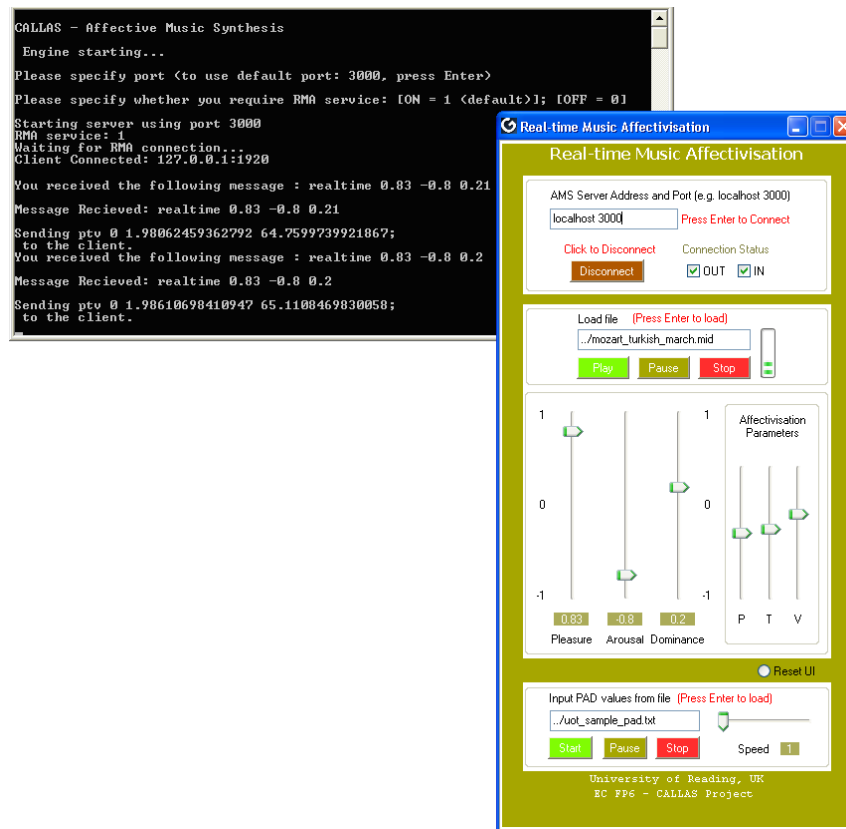 CALLAS - Affective Music Synthesis
Engine starting...
Please specify port (to use default port: 3000, press Enter)
Please specify whether you require RMA service: [ON = 1 (default)]; [OFF = 0]
Starting server using port 3000
RMA service: 1
Waiting for RMA connection...
Client Connected: 127.0.0.1:1920
You received the following message : realtime 0.83 -0.8 0.21
Message Recieved: realtime 0.83 -0.8 0.21
Sending ptv 0 1.98062459362792 64.7599739921867;
to the client.
You received the following message : realtime 0.83 -0.8 0.2
Message Recieved: realtime 0.83 -0.8 0.2
Sending ptv 0 1.98610698410947 65.1108469830058;
to the client.
Real-time Music Affectivisation
Real-time Music Affectivisation
AMS Server Address and Port (e.g. localhost 3000)
localhost 3000 Press Enter to Connect
Click to Disconnect Connection Status
Disconnect OUT IN
Load file (Press Enter to load)
../mozart_turkish_march.mid
Play Pause Stop
1 1 Affectivisation
Parameters
0 0
-1 -1
0.83 -0.8 0.2 P T V
Pleasure Arousal Dominance
Reset UI
Input PAD values from file (Press Enter to load)
../uot_sample_pad.txt
Start Pause Stop Speed 1
University of Reading, UK
EC FP6 - CALLAS Project